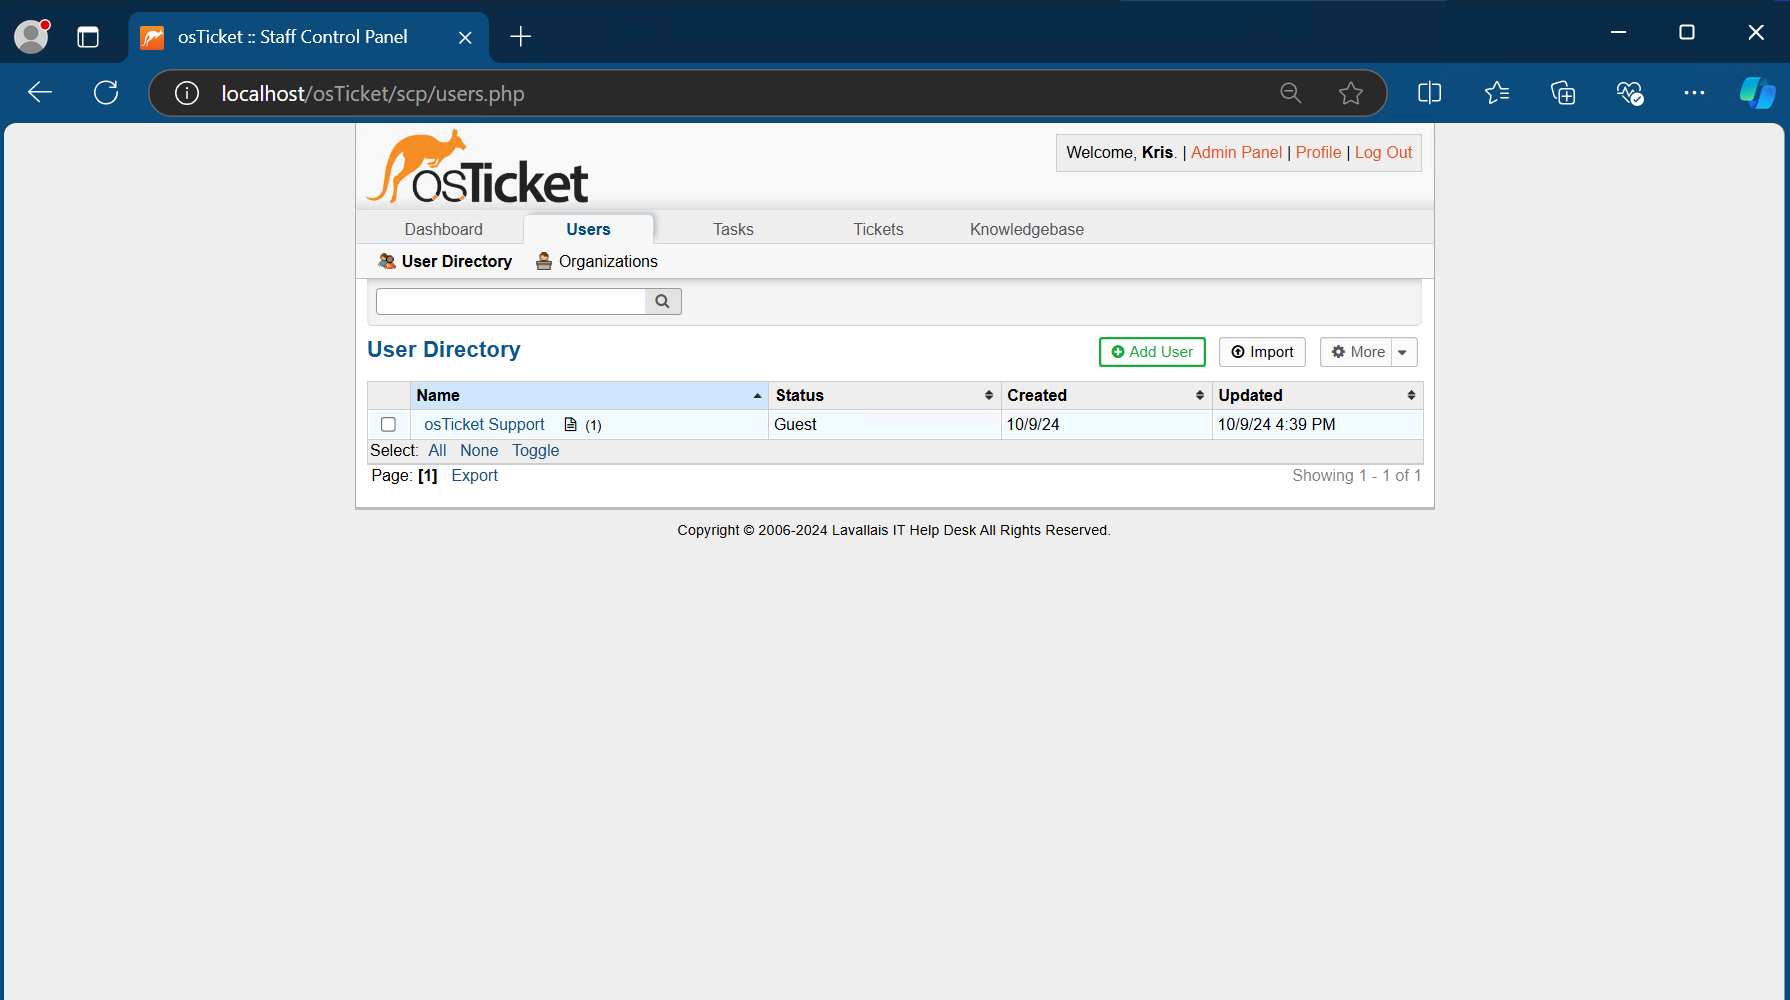 osTicket :: Staff Control Panel
localhost/osTicket/scp/users.php
osTicket
Welcome, Kris. | Admin Panel | Profile | Log Out
Dashboard Users Tasks Tickets Knowledgebase
User Directory Organizations
User Directory
Add User Import More
Name Status Created Updated
osTicket Support (1) Guest 10/9/24 10/9/24 4:39 PM
Select: All None Toggle
Page: [1] Export Showing 1 - 1 of 1
Copyright © 2006-2024 Lavallais IT Help Desk All Rights Reserved.